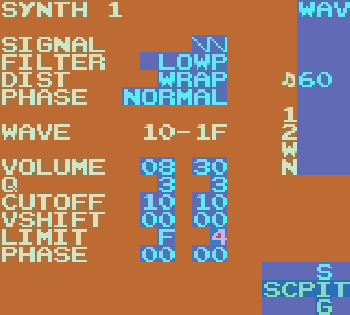 SYNTH 1 WAV
SIGNAL
FILTER LOWP
DIST WRAP 60
PHASE NORMAL
1
WAVE 10-1F 2
W
VOLUME 08 30 N
Q 3 3
CUTOFF 10 10
VSHIFT 00 00
LIMIT F 4
PHASE 00 00
S
SCPIT
G